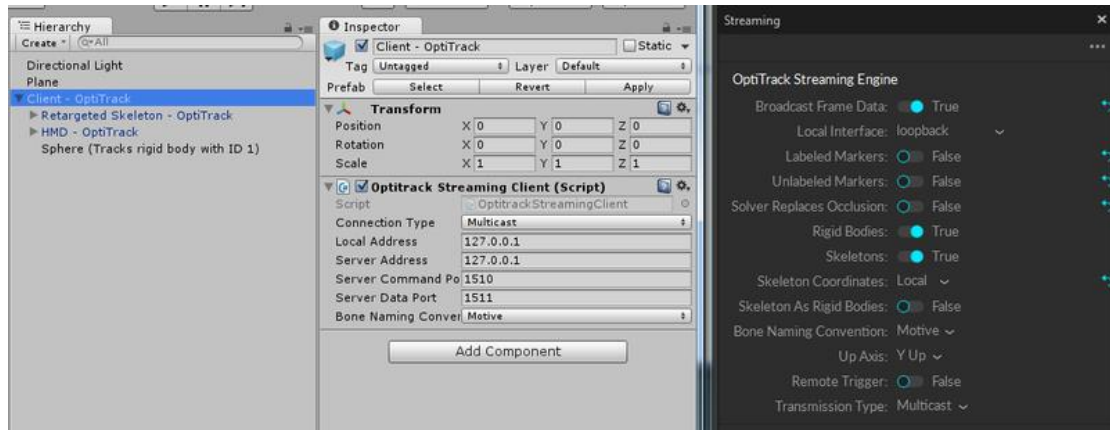 Hierarchy
Create
All
Directional Light
Plane
Client - OptiTrack
Retargeted Skeleton - OptiTrack
HMD - OptiTrack
Sphere (Tracks rigid body with ID 1)
Inspector
Client - OptiTrack
Static
Tag Untagged Layer Default
Prefab Select Revert Apply
Transform
Position X 0 Y 0 Z 0
Rotation X 0 Y 0 Z 0
Scale X 1 Y 1 Z 1
Optitrack Streaming Client (Script)
Script OptitrackStreamingClient
Connection Type Multicast
Local Address 127.0.0.1
Server Address 127.0.0.1
Server Command Po 1510
Server Data Port 1511
Bone Naming Conver Motive
Add Component
Streaming
OptiTrack Streaming Engine
Broadcast Frame Data: True
Local Interface: loopback
Labeled Markers: False
Unlabeled Markers: False
Solver Replaces Occlusion: False
Rigid Bodies: True
Skeletons: True
Skeleton Coordinates: Local
Skeleton As Rigid Bodies: False
Bone Naming Convention: Motive
Up Axis: Y Up
Remote Trigger: False
Transmission Type: Multicast